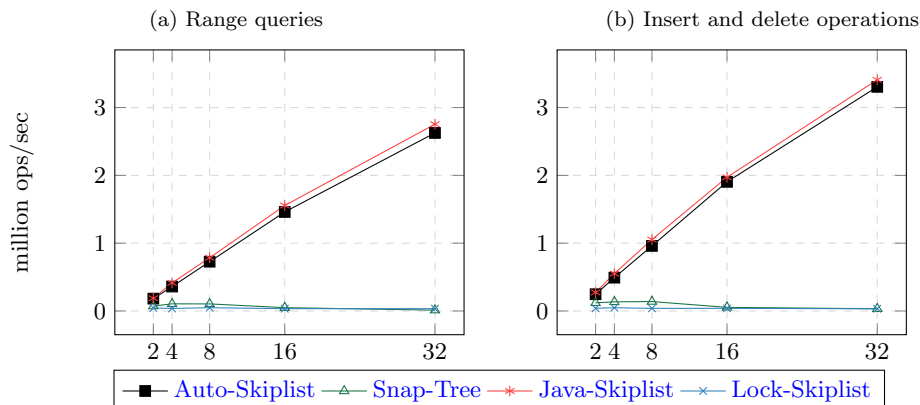 (a) Range queries
(b) Insert and delete operations
million ops/sec
3
2
1
0
2 4 8 16 32
3
2
1
0
2 4 8 16 32
Auto-Skiplist Snap-Tree Java-Skiplist Lock-Skiplist